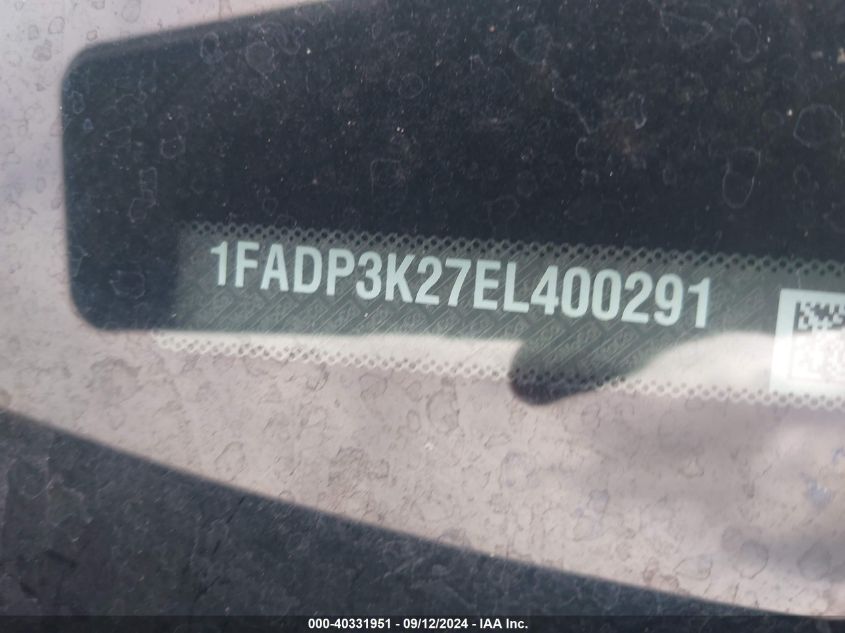 1FADP3K27EL400291
000-40331951 - 09/12/2024 - IAA, Inc.